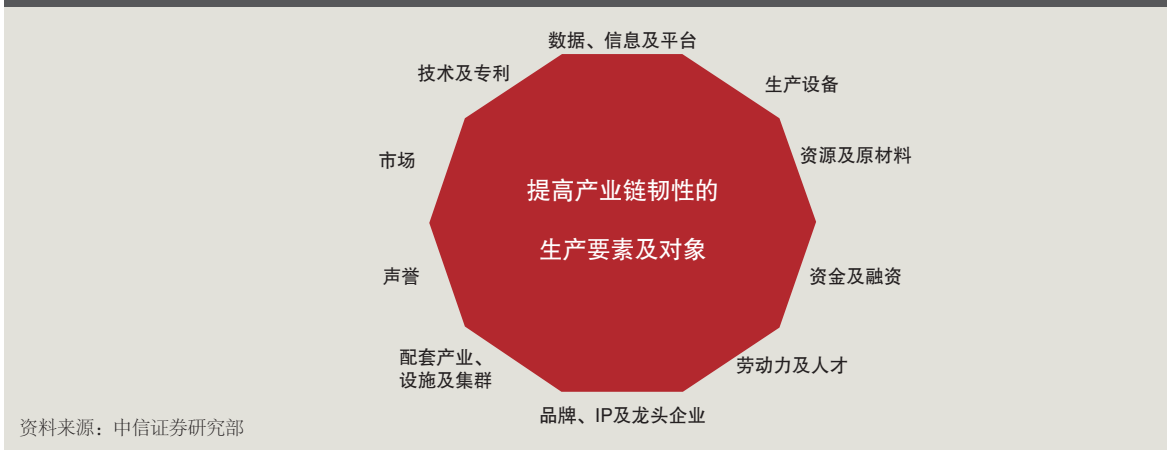 数据、信息及平台
技术及专利
生产设备
市场
资源及原材料
提高产业链韧性的
生产要素及对象
声誉
资金及融资
配套产业、
设施及集群
劳动力及人才
品牌、IP及龙头企业
资料来源：中信证券研究部